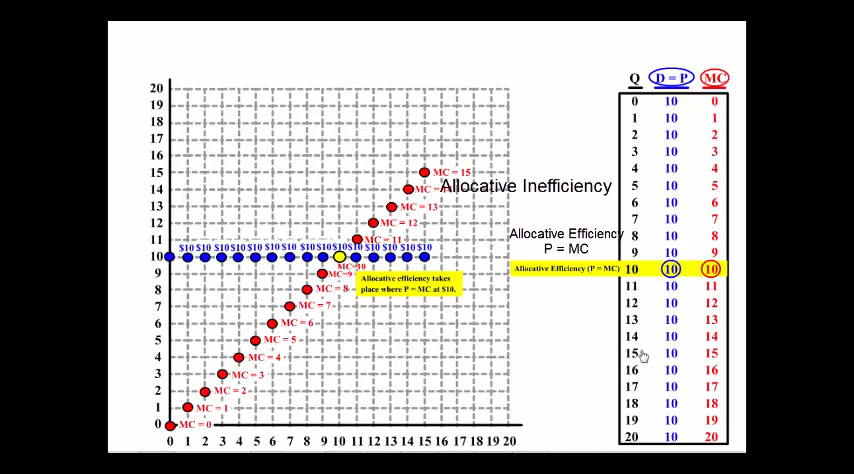 Q D = P MC
0 10 0
1 10 1
2 10 2
3 10 3
4 10 4
5 10 5
6 10 6
7 10 7
8 10 8
9 10 9
Allocative Efficiency (P = MC) 10 10 10
11 10 11
12 10 12
13 10 13
14 10 14
15 10 15
16 10 16
17 10 17
18 10 18
19 10 19
20 10 20
Allocative Inefficiency
Allocative Efficiency
P = MC
20
19
18
17
16
15
14
13
12
11
10
9
8
7
6
5
4
3
2
1
0
MC = 15
MC =
MC = 13
MC = 12
MC = 11
$10 $10 $10 $10 $10 $10 $10 $10 $10 $10 $10 $10 $10 $10 $10
MC=10
MC=9
Allocative efficiency takes
place where P = MC at $10.
MC = 8
MC = 7
MC = 6
MC = 5
MC = 4
MC = 3
MC = 2
MC = 1
MC = 0
0 1 2 3 4 5 6 7 8 9 10 11 12 13 14 15 16 17 18 19 20